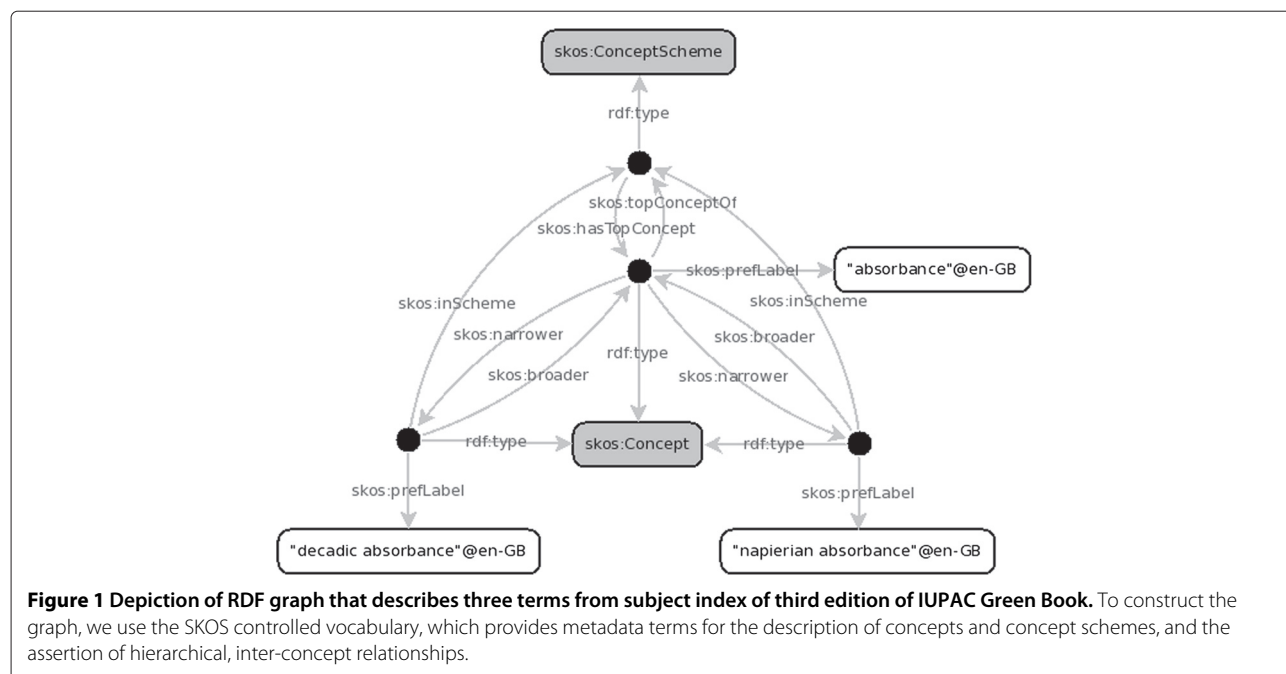 skos:ConceptScheme
rdf:type
skos:topConceptOf
skos:hasTopConcept
skos:prefLabel
"absorbance"@en-GB
skos:inScheme
skos:inScheme
skos:narrower
skos:broader
rdf:type
skos:broader
skos:narrower
rdf:type
skos:Concept
rdf:type
skos:prefLabel
skos:prefLabel
"decadic absorbance"@en-GB
"napierian absorbance"@en-GB
Figure 1 Depiction of RDF graph that describes three terms from subject index of third edition of IUPAC Green Book. To construct the
graph, we use the SKOS controlled vocabulary, which provides metadata terms for the description of concepts and concept schemes, and the
assertion of hierarchical, inter-concept relationships.